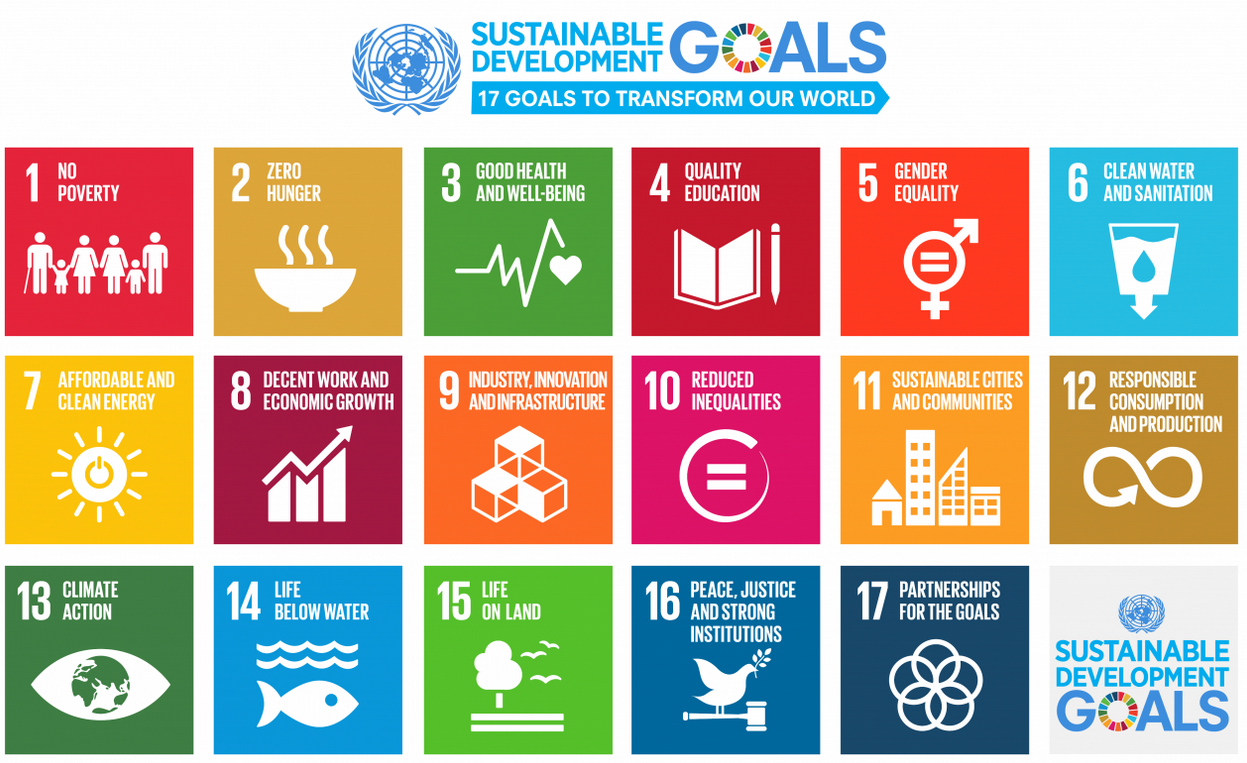 SUSTAINABLE
DEVELOPMENT
GOALS
17 GOALS TO TRANSFORM OUR WORLD
1 NO
POVERTY
2 ZERO
HUNGER
3 GOOD HEALTH
AND WELL-BEING
4 QUALITY
EDUCATION
5 GENDER
EQUALITY
6 CLEAN WATER
AND SANITATION
7 AFFORDABLE AND
CLEAN ENERGY
8 DECENT WORK AND
ECONOMIC GROWTH
9 INDUSTRY, INNOVATION
AND INFRASTRUCTURE
10 REDUCED
INEQUALITIES
11 SUSTAINABLE CITIES
AND COMMUNITIES
12 RESPONSIBLE
CONSUMPTION
AND PRODUCTION
13 CLIMATE
ACTION
14 LIFE
BELOW WATER
15 LIFE
ON LAND
16 PEACE, JUSTICE
AND STRONG
INSTITUTIONS
17 PARTNERSHIPS
FOR THE GOALS
SUSTAINABLE
DEVELOPMENT
GOALS